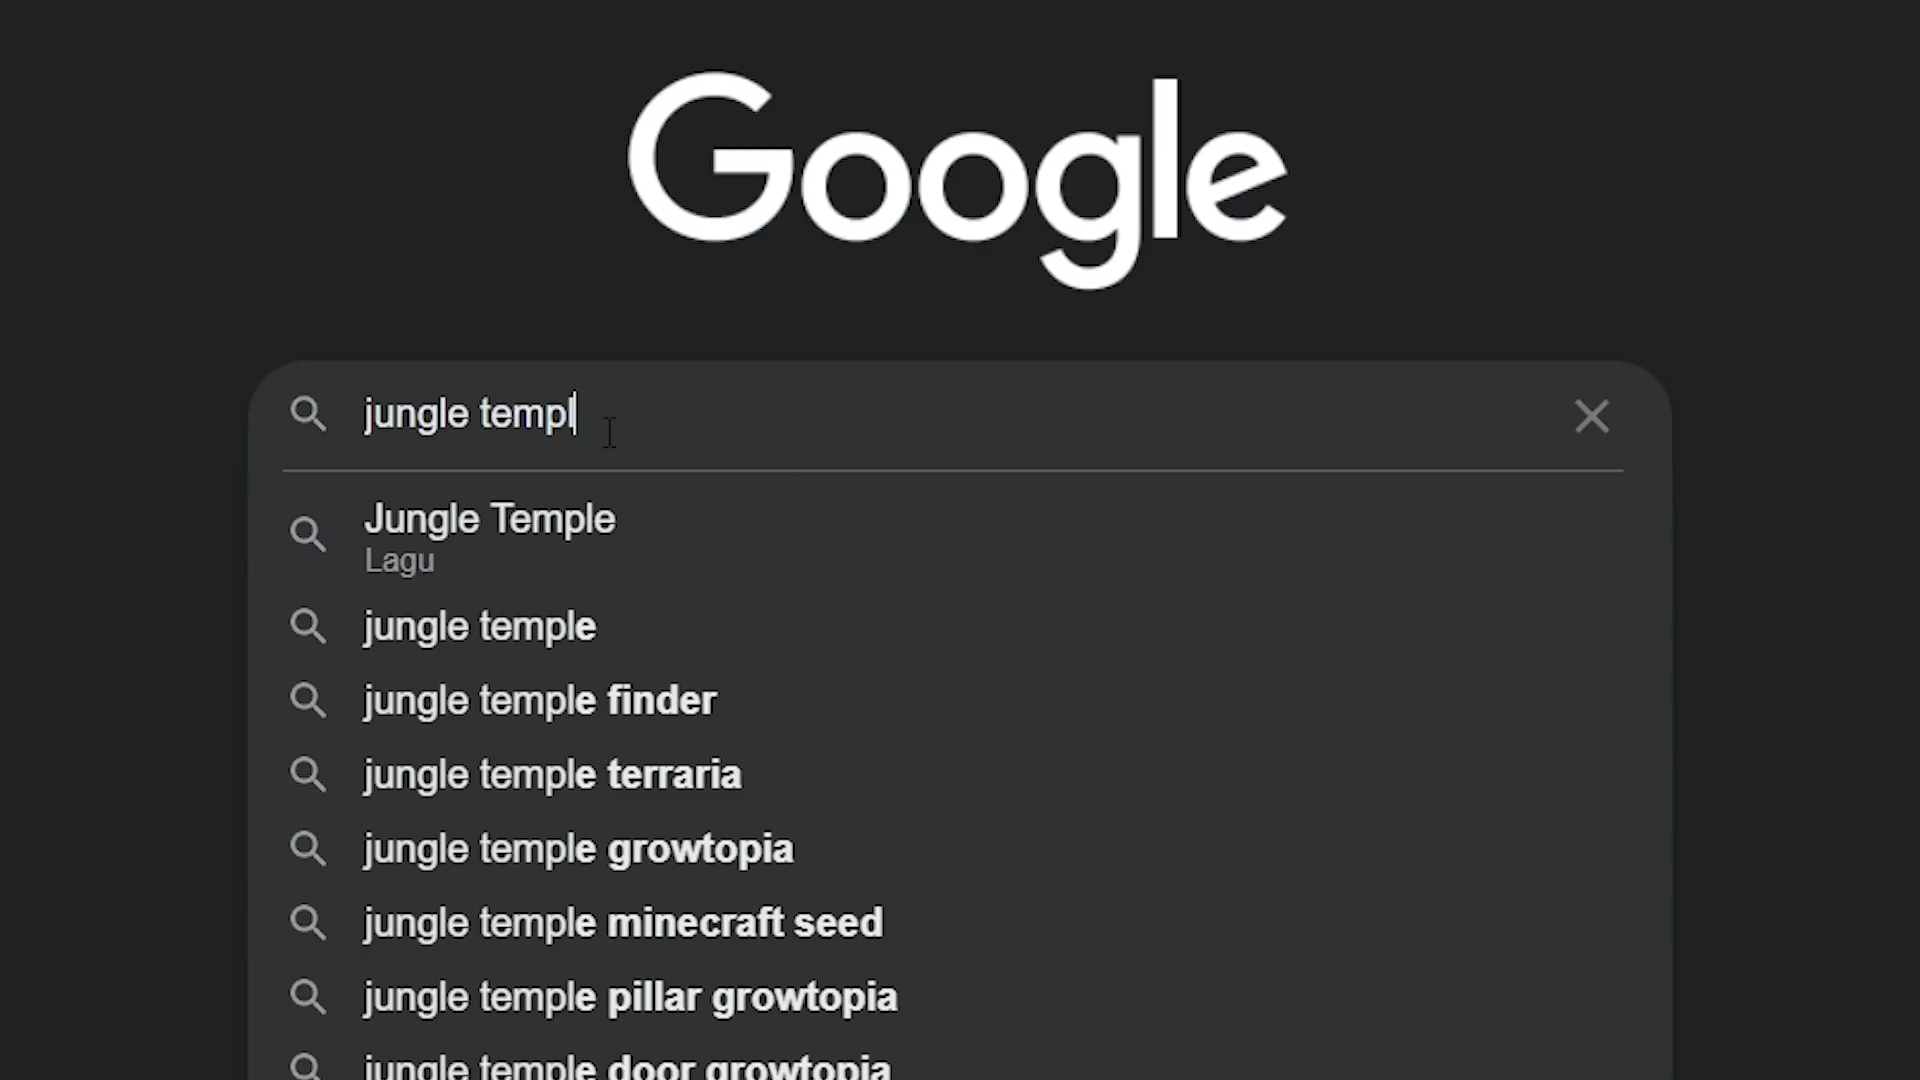 Google
jungle templ
Jungle Temple
Lagu
jungle temple
jungle temple finder
jungle temple terraria
jungle temple growtopia
jungle temple minecraft seed
jungle temple pillar growtopia
jungle temple door growtopia